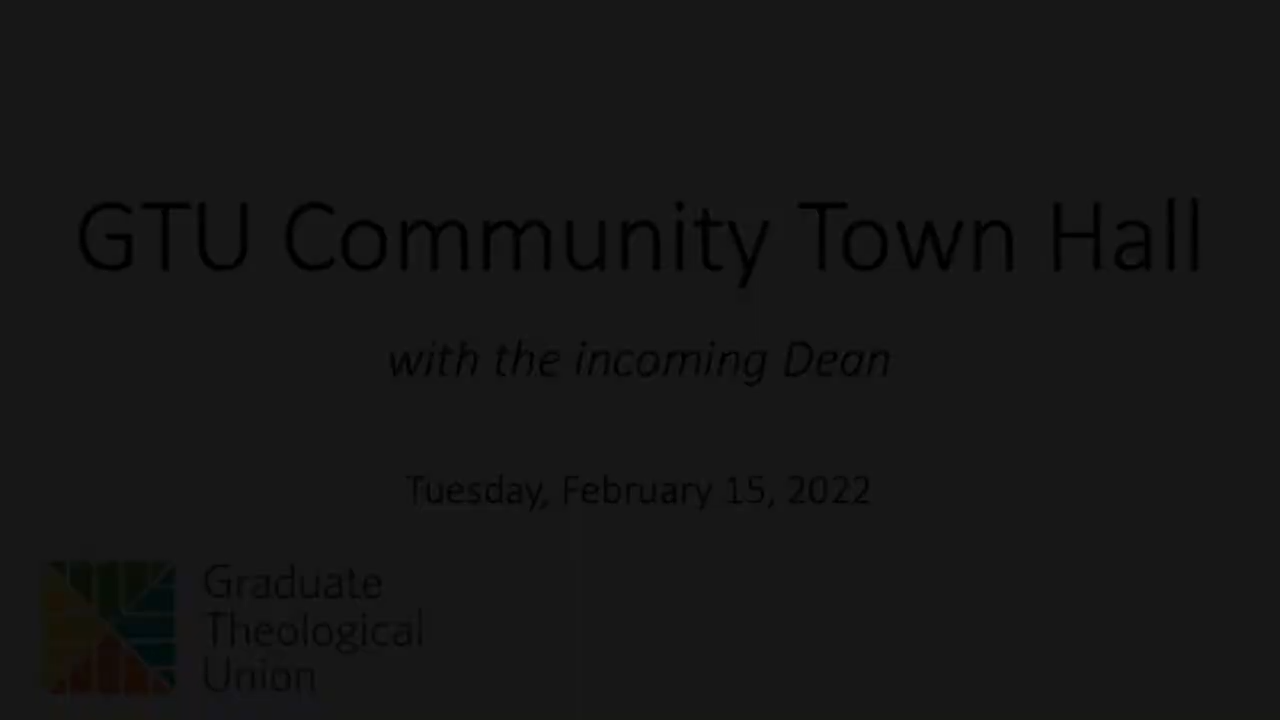 GTU Community Town Hall
with the incoming Dean
Tuesday, February 15, 2022
Graduate
Theological
Union